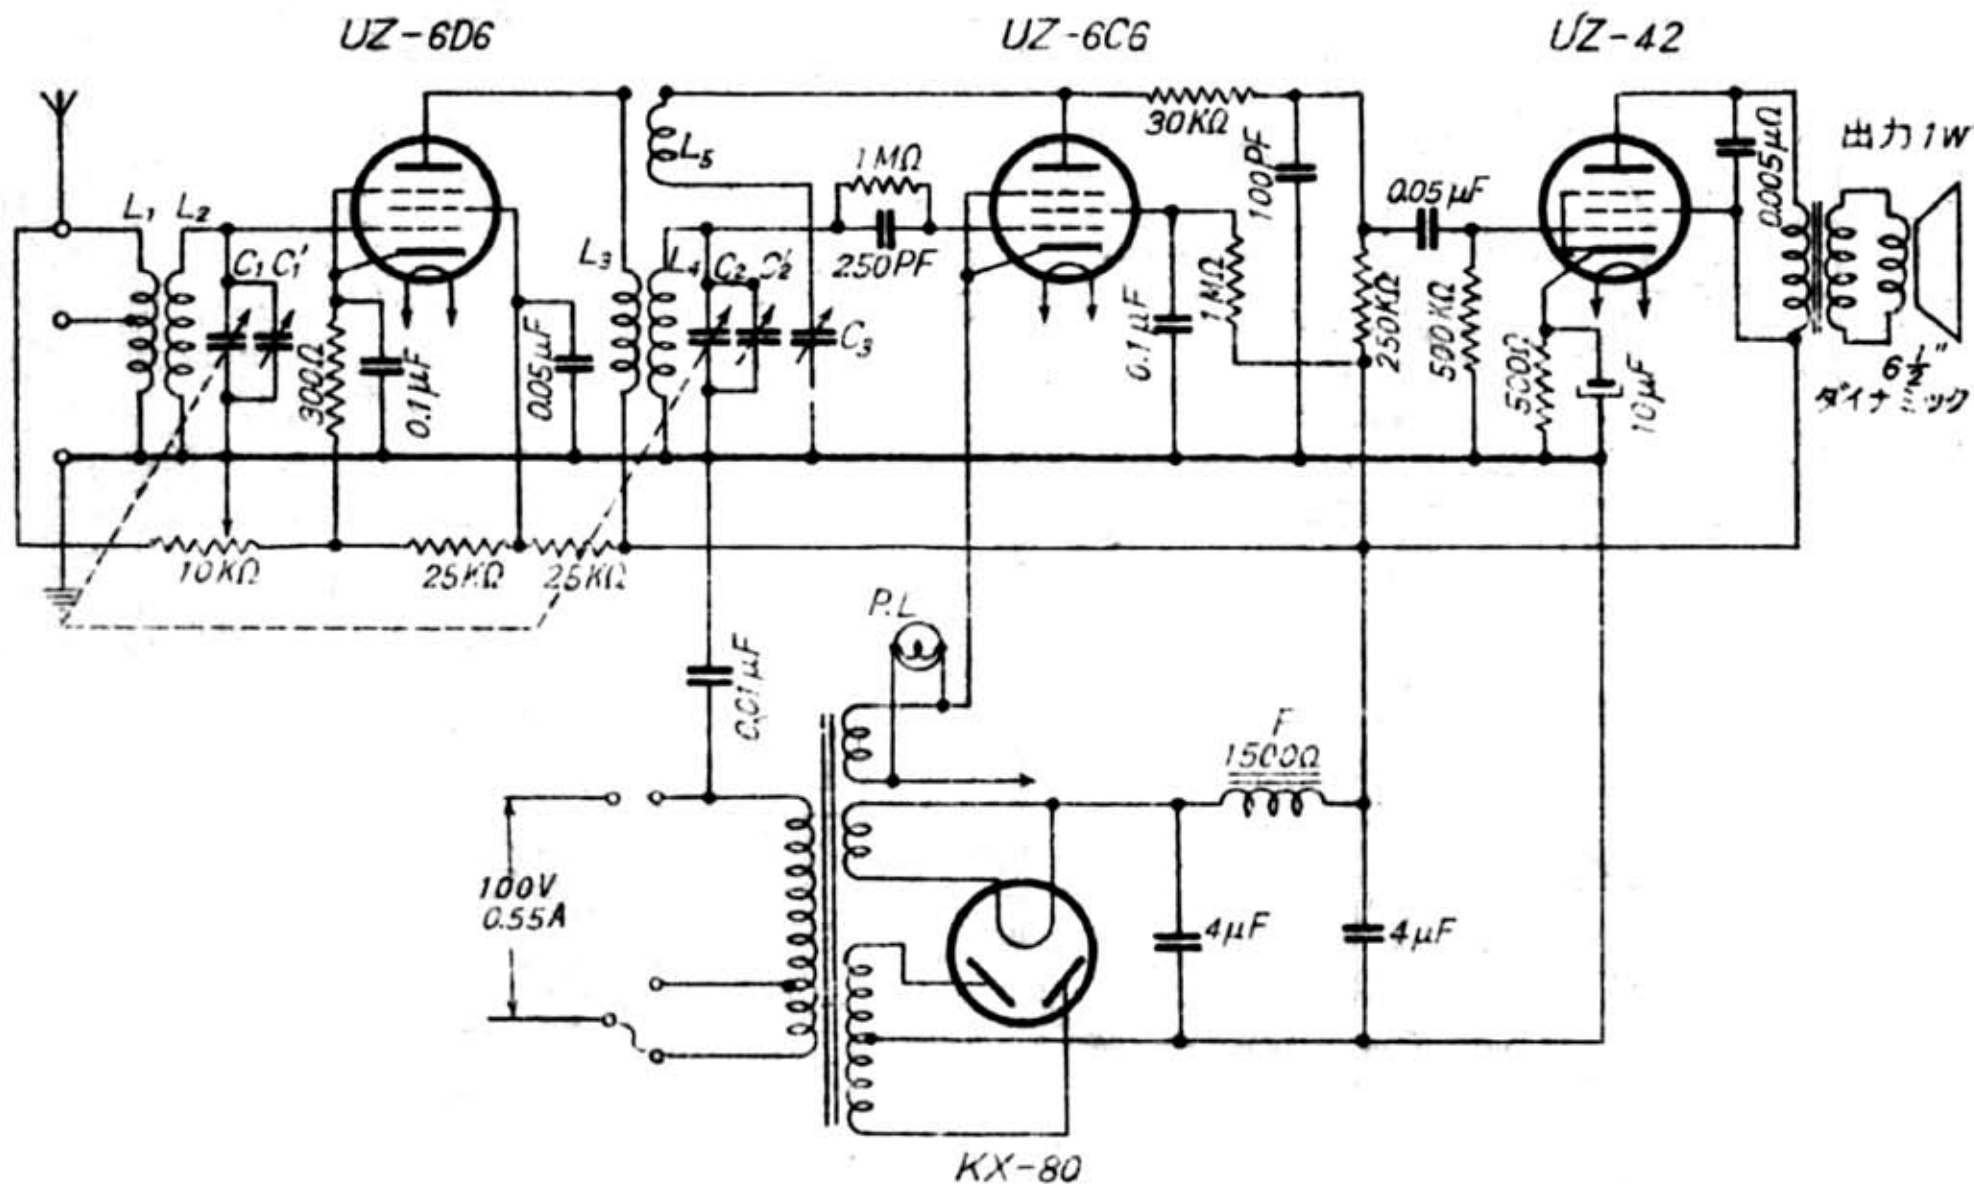 UZ-6D6
UZ-6C6
UZ-42
L₁
L₂
C₁
C₁'
300Ω
0.1μF
0.05μF
L₃
L₄
L₅
C₂
C₂'
C₃
1MΩ
250PF
30KΩ
100PF
0.1μF
1MΩ
250KΩ
0.05μF
500KΩ
500Ω
10μF
0.005μΩ
出力1W
6½"
ダイナミック
10KΩ
25KΩ
25KΩ
0.01μF
P.L
F
1500Ω
100V
0.55A
4μF
4μF
KX-80